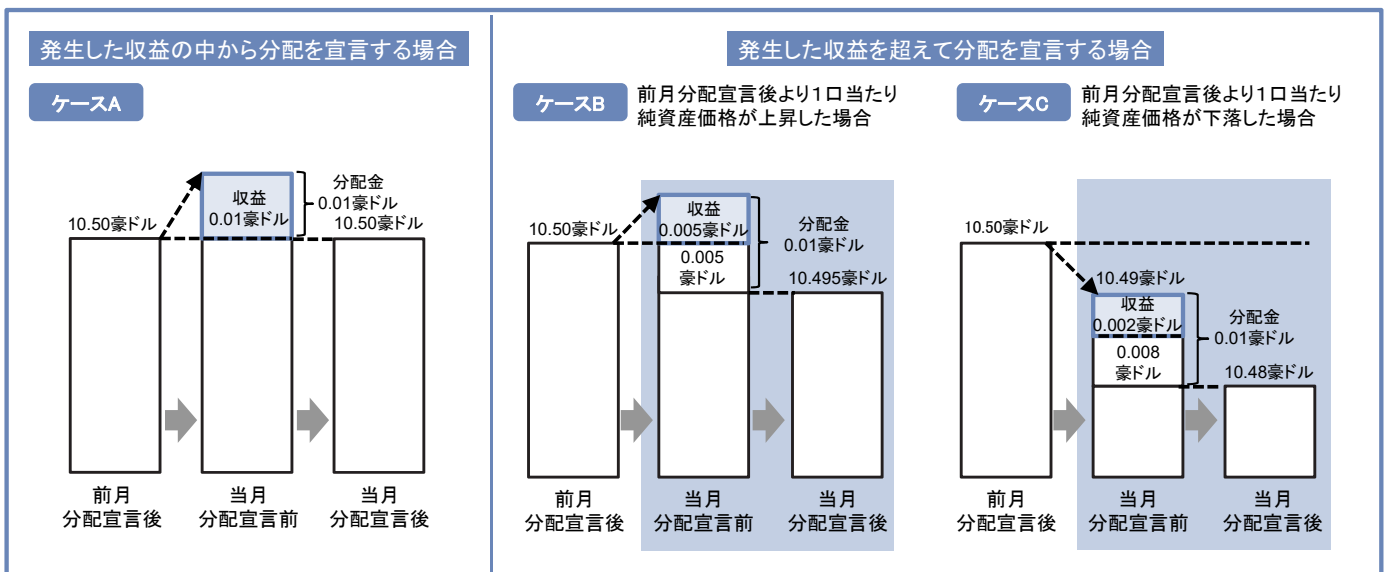 発生した収益の中から分配を宣言する場合
ケースA
10.50豪ドル
収益
0.01豪ドル
分配金
0.01豪ドル
10.50豪ドル
前月
分配宣言後
当月
分配宣言前
当月
分配宣言後
発生した収益を超えて分配を宣言する場合
ケースB
前月分配宣言後より1口当たり
純資産価格が上昇した場合
10.50豪ドル
収益
0.005豪ドル
0.005
豪ドル
分配金
0.01豪ドル
10.495豪ドル
前月
分配宣言後
当月
分配宣言前
当月
分配宣言後
ケースC
前月分配宣言後より1口当たり
純資産価格が下落した場合
10.50豪ドル
10.49豪ドル
収益
0.002豪ドル
0.008
豪ドル
分配金
0.01豪ドル
10.48豪ドル
前月
分配宣言後
当月
分配宣言前
当月
分配宣言後